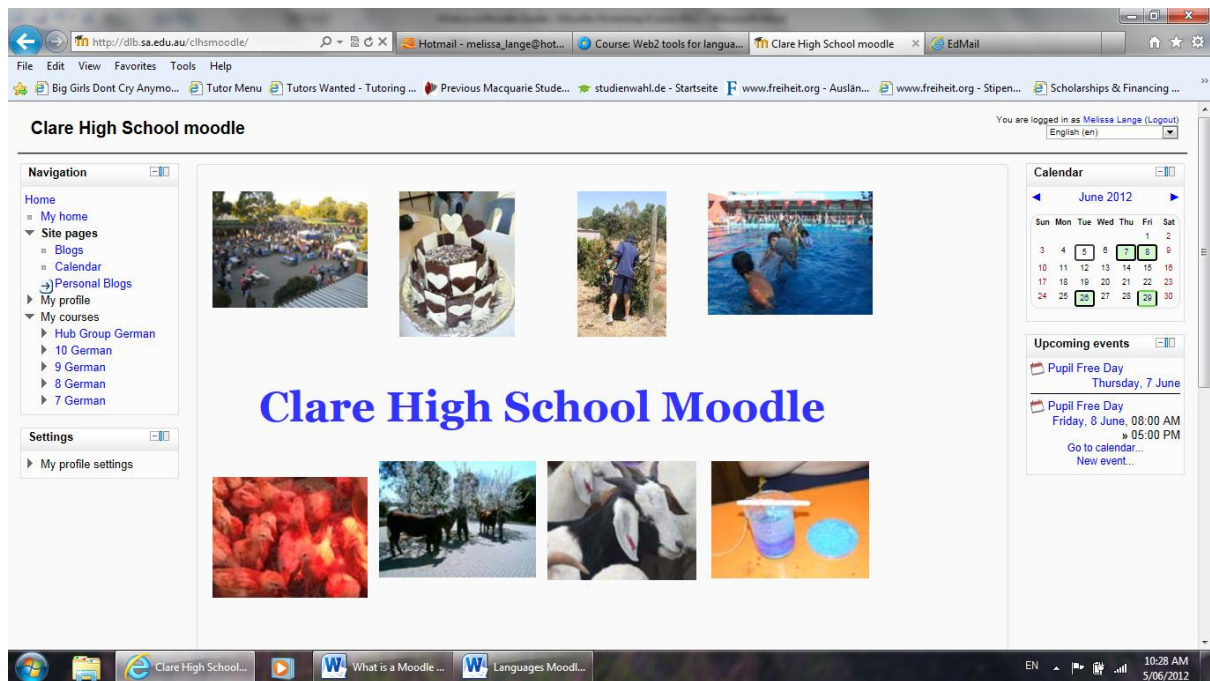 http://dlb.sa.edu.au/clhsmoodle/
Hotmail - melissa_lange@hot...
Course: Web2 tools for langua...
Clare High School moodle
EdMail
File Edit View Favorites Tools Help
Big Girls Dont Cry Anymo...
Tutor Menu
Tutors Wanted - Tutoring ...
Previous Macquarie Stude...
studienwahl.de - Startseite
www.freiheit.org - Auslän...
www.freiheit.org - Stipen...
Scholarships & Financing ...
Clare High School moodle
You are logged in as Melissa Lange (Logout)
English (en)
Navigation
Home
My home
Site pages
Blogs
Calendar
Personal Blogs
My profile
My courses
Hub Group German
10 German
9 German
8 German
7 German
Settings
My profile settings
Clare High School Moodle
Calendar
June 2012
Sun Mon Tue Wed Thu Fri Sat
1 2
3 4 5 6 7 8 9
10 11 12 13 14 15 16
17 18 19 20 21 22 23
24 25 26 27 28 29 30
Upcoming events
Pupil Free Day
Thursday, 7 June
Pupil Free Day
Friday, 8 June, 08:00 AM
» 05:00 PM
Go to calendar...
New event...
Clare High School...
What is a Moodle ...
Languages Moodl...
EN
10:28 AM
5/06/2012